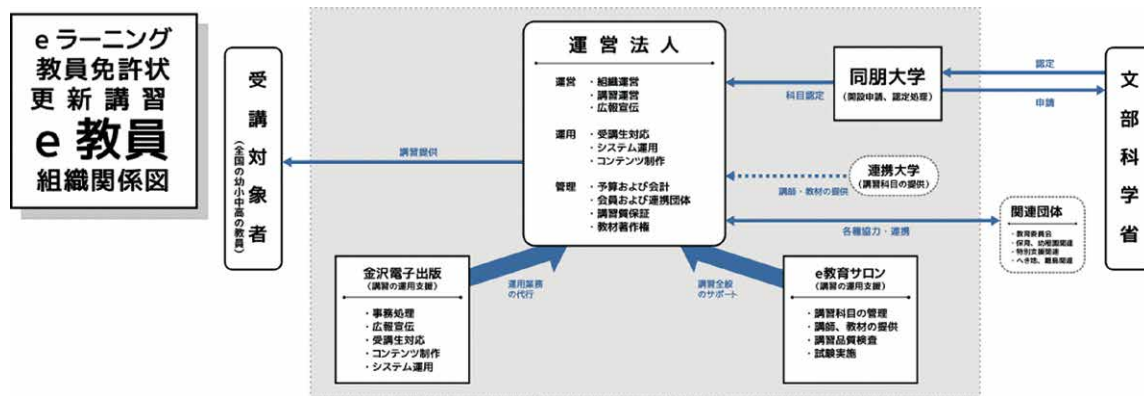 eラーニング
教員免許状
更新講習
e教員
組織関係図
受講対象者
(全国の幼小中高の教員)
講習提供
運営法人
運営 ・組織運営
・講習運営
・広報宣伝
運用 ・受講生対応
・システム運用
・コンテンツ制作
管理 ・予算および会計
・会員および連携団体
・講習質保証
・教材著作権
科目認定
同朋大学
(開設申請、認定処理)
認定
申請
文部科学省
連携大学
(講習科目の提供)
講師・教材の提供
各種協力・連携
関連団体
・教育委員会
・保育、幼稚園関連
・特別支援関連
・へき地、離島関連
金沢電子出版
(講習の運用支援)
・事務処理
・広報宣伝
・受講生対応
・コンテンツ制作
・システム運用
運用業務
の代行
講習全般
のサポート
e教育サロン
(講習の運用支援)
・講習科目の管理
・講師、教材の提供
・講習品質検査
・試験実施